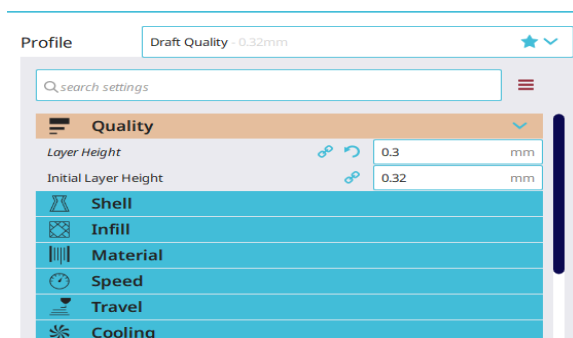 Profile
Draft Quality - 0.32mm
search settings
Quality
Layer Height 0.3 mm
Initial Layer Height 0.32 mm
Shell
Infill
Material
Speed
Travel
Cooling